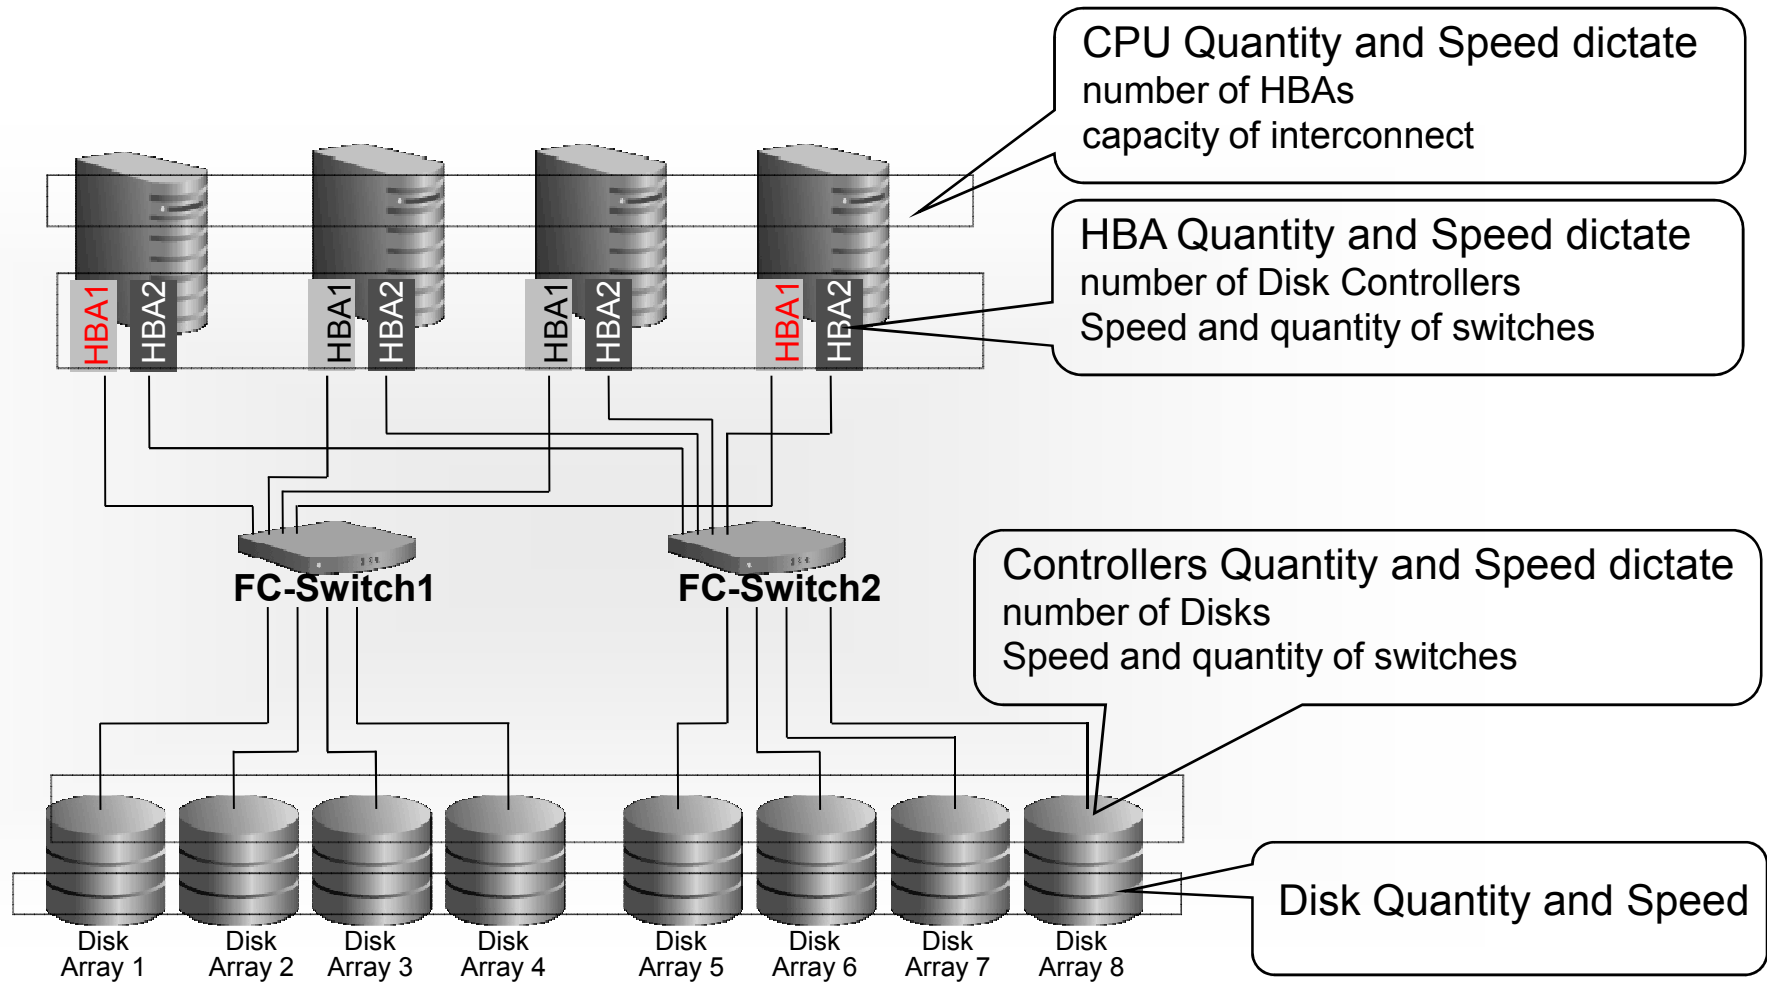 CPU Quantity and Speed dictate
number of HBAs
capacity of interconnect
HBA Quantity and Speed dictate
number of Disk Controllers
Speed and quantity of switches
HBA1
HBA2
HBA1
HBA2
HBA1
HBA2
HBA1
HBA2
FC-Switch1
FC-Switch2
Controllers Quantity and Speed dictate
number of Disks
Speed and quantity of switches
Disk Quantity and Speed
Disk
Array 1
Disk
Array 2
Disk
Array 3
Disk
Array 4
Disk
Array 5
Disk
Array 6
Disk
Array 7
Disk
Array 8